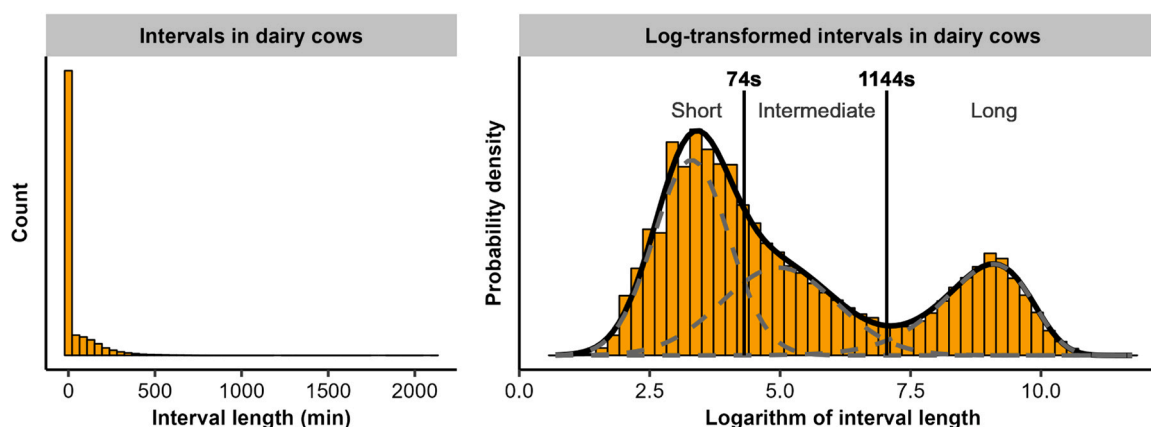 Intervals in dairy cows
Count
0 500 1000 1500 2000
Interval length (min)
Log-transformed intervals in dairy cows
74s 1144s
Short Intermediate Long
Probability density
0.0 2.5 5.0 7.5 10.0
Logarithm of interval length